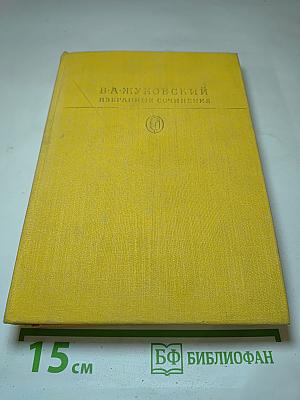 В·А·ЖУКОВСКИЙ
ИЗБРАННЫЕ СОЧИНЕНИЯ
15 см
БФ БИБЛИОФАН